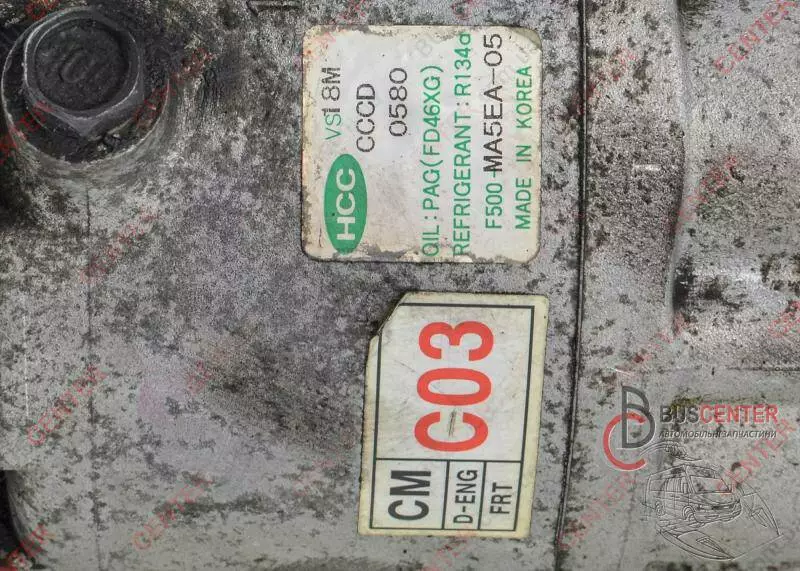 HCC VS18M
CCCD
0580
OIL : PAG(FD46XG)
REFRIGERANT : R134a
F500-MA5EA-05
MADE IN KOREA
CM C03
D-ENG
FRT
BUSCENTER
АВТОМОБІЛЬНІ ЗАПЧАСТИНИ